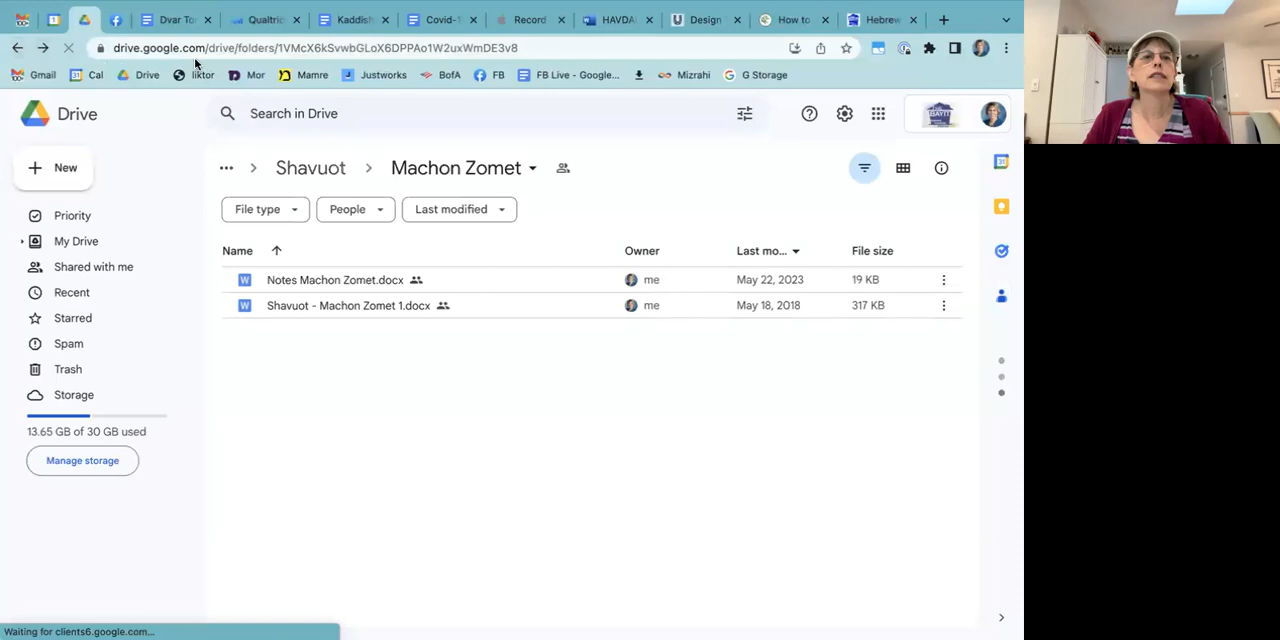 Dvar To
Qualtri
Kaddish
Covid-1
Record
HAVDA
Design
How to
Hebrew
drive.google.com/drive/folders/1VMcX6kSvwbGLoX6DPPAo1W2uxWmDE3v8
Gmail Cal Drive liktor Mor Mamre Justworks BofA FB FB Live - Google... Mizrahi G Storage
Drive
Search in Drive
New
Shavuot
Machon Zomet
File type
People
Last modified
Priority
My Drive
Shared with me
Recent
Starred
Spam
Trash
Storage
13.65 GB of 30 GB used
Manage storage
Name Owner Last mo... File size
Notes Machon Zomet.docx me May 22, 2023 19 KB
Shavuot - Machon Zomet 1.docx me May 18, 2018 317 KB
Waiting for clients6.google.com...